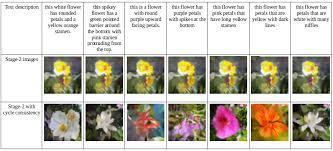 Text description
this white flower
has rounded
petals and a
yellow orange
stamen
this spikey
flower has a
green pointed
barrier around
the bottom with
pink stamen
protruding from
the top.
this is a flower
with round
purple upward
facing petals.
this flower has
purple petals
with spikes at the
bottom.
this flower has
pink petals that
have long yellow
stamen
this flower has
petals that are
yellow with dark
lines
this flower has
petals that are
white with many
ruffles
Stage-2 images
Stage-2 with
cycle consistency